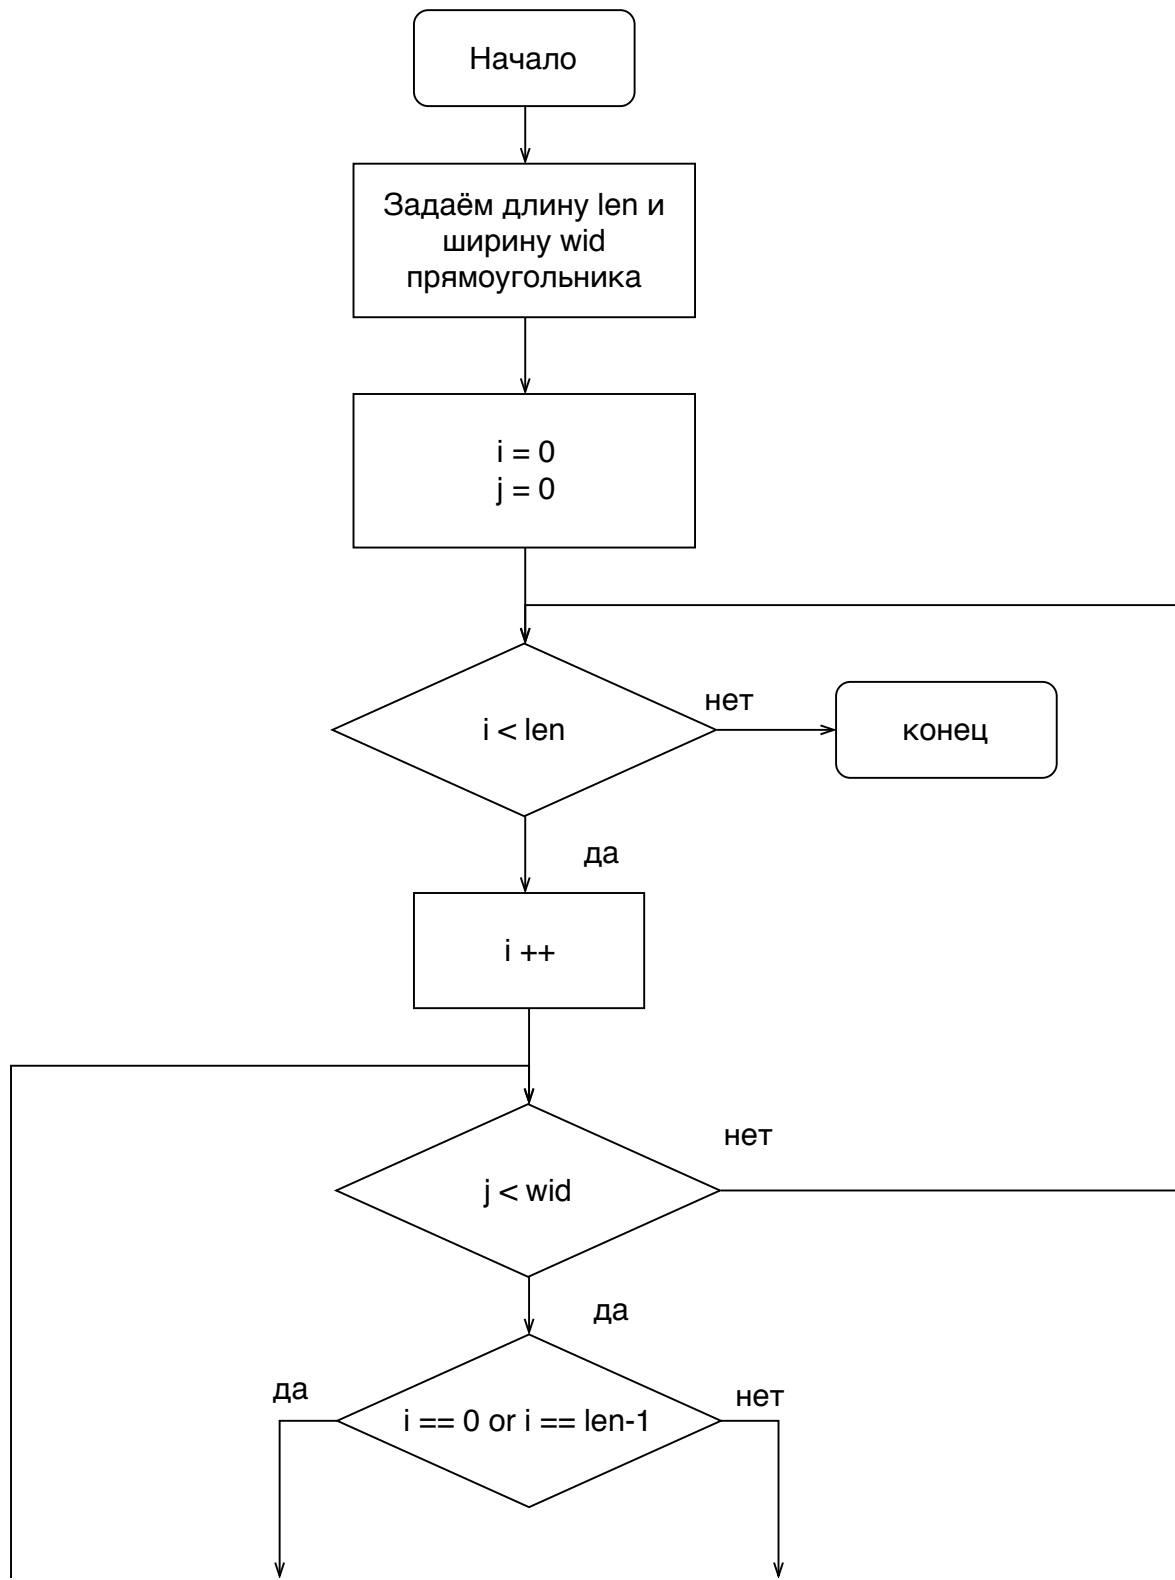 Начало
Задаём длину len и
ширину wid
прямоугольника
i = 0
j = 0
i < len
нет
конец
да
i ++
j < wid
нет
да
i == 0 or i == len-1
да
нет